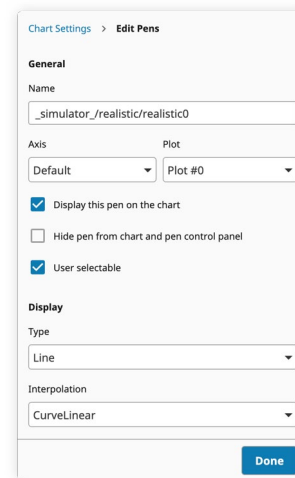 Chart Settings > Edit Pens
General
Name
_simulator_/realistic/realistic0
Axis Plot
Default Plot #0
Display this pen on the chart
Hide pen from chart and pen control panel
User selectable
Display
Type
Line
Interpolation
CurveLinear
Done